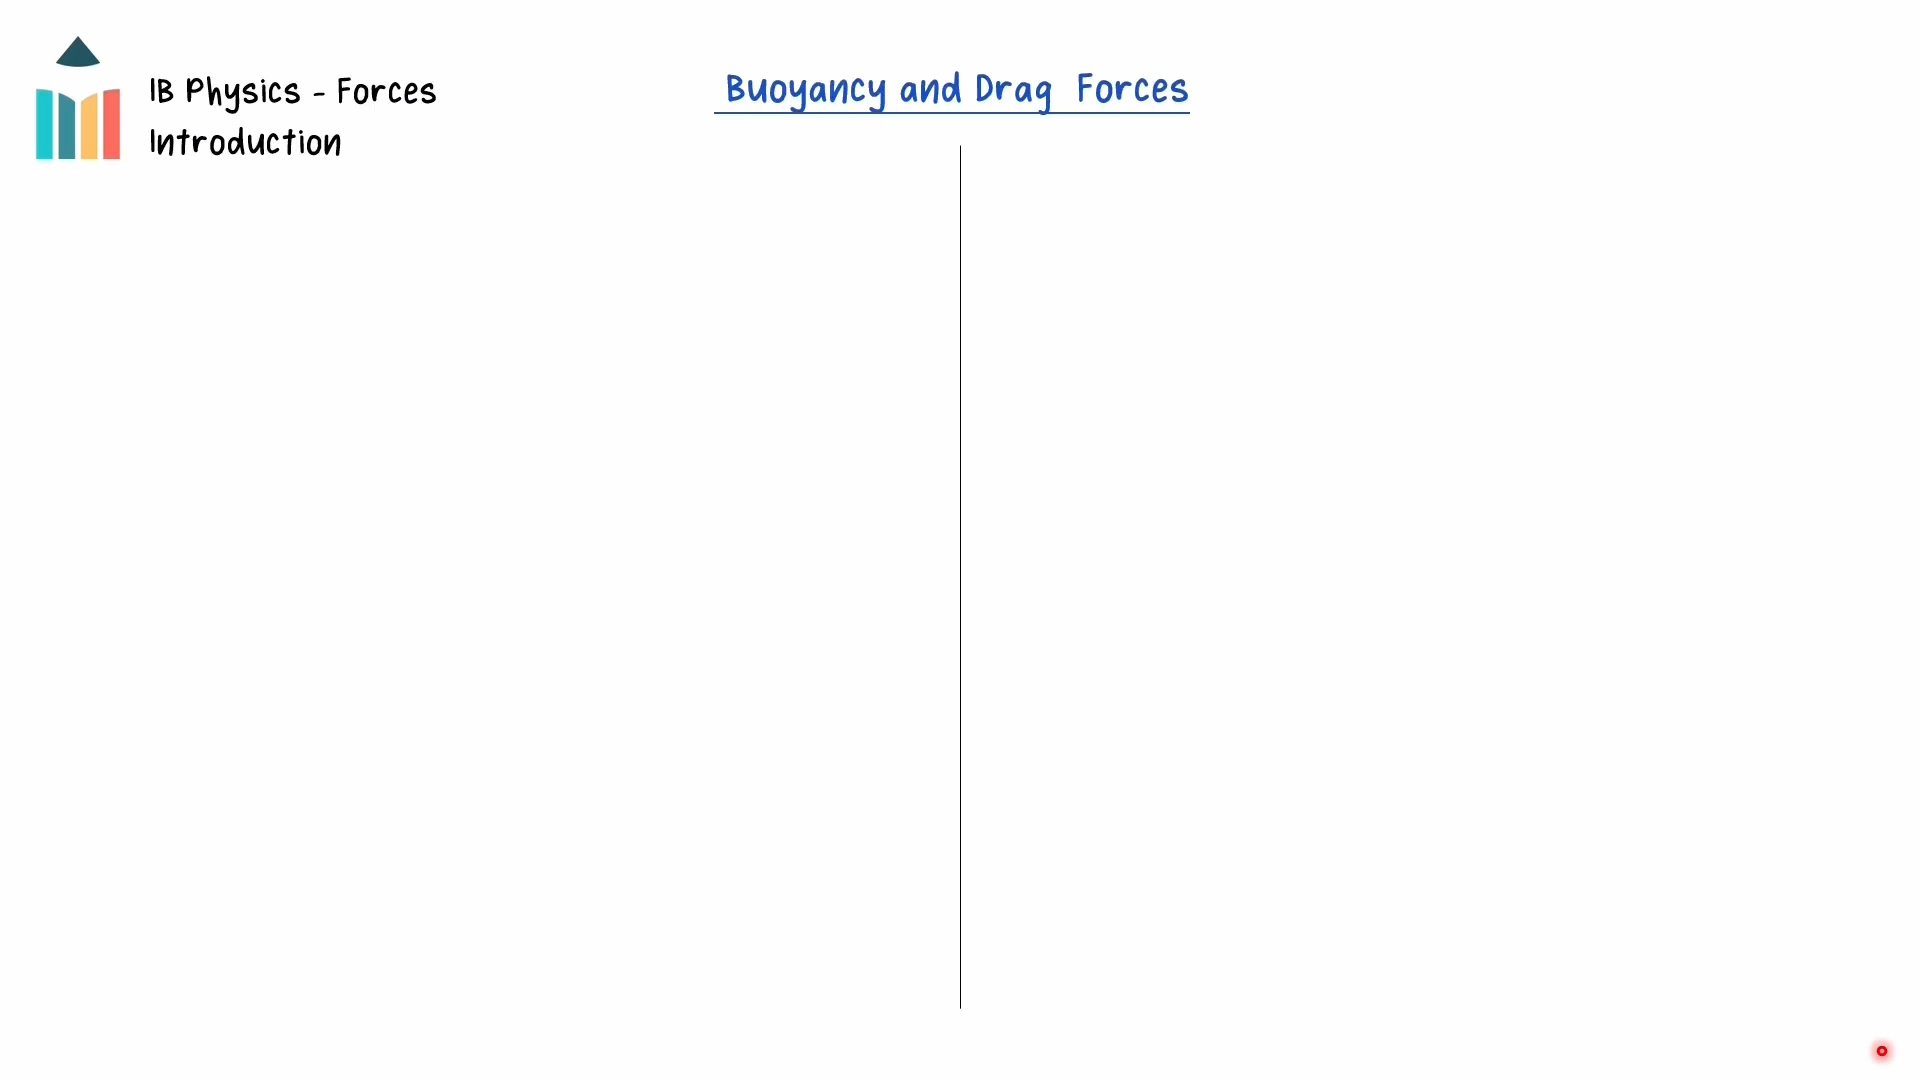 IB Physics - Forces
Introduction
Buoyancy and Drag Forces